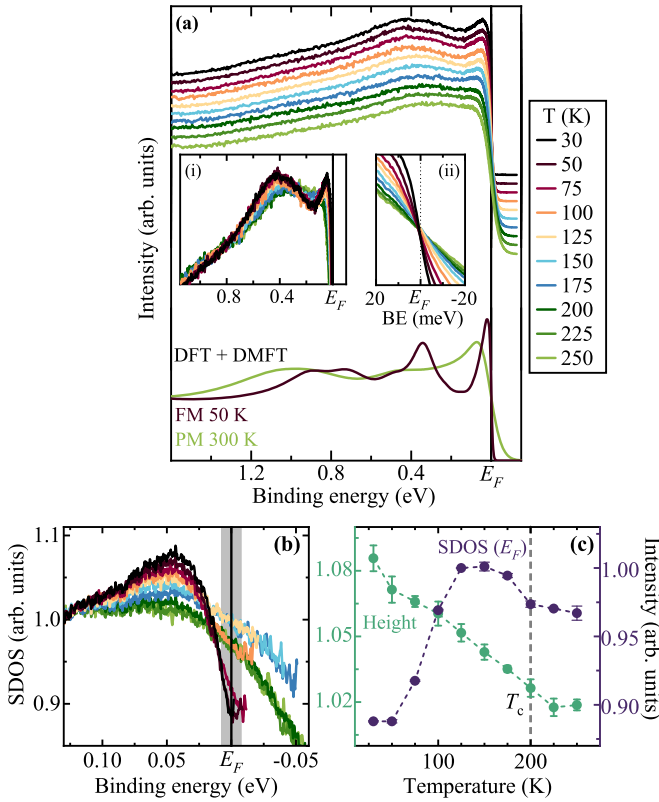 (a)
T (K)
30
50
75
100
125
150
175
200
225
250
Intensity (arb. units)
(i)
0.8
0.4
E_F
(ii)
20
E_F
-20
BE (meV)
DFT + DMFT
FM 50 K
PM 300 K
1.2
0.8
0.4
E_F
Binding energy (eV)
(b)
1.1
1.0
0.9
SDOS (arb. units)
0.10
0.05
E_F
-0.05
Binding energy (eV)
(c)
SDOS (E_F)
Height
T_c
1.08
1.05
1.02
1.00
0.95
0.90
Intensity (arb. units)
100
200
Temperature (K)